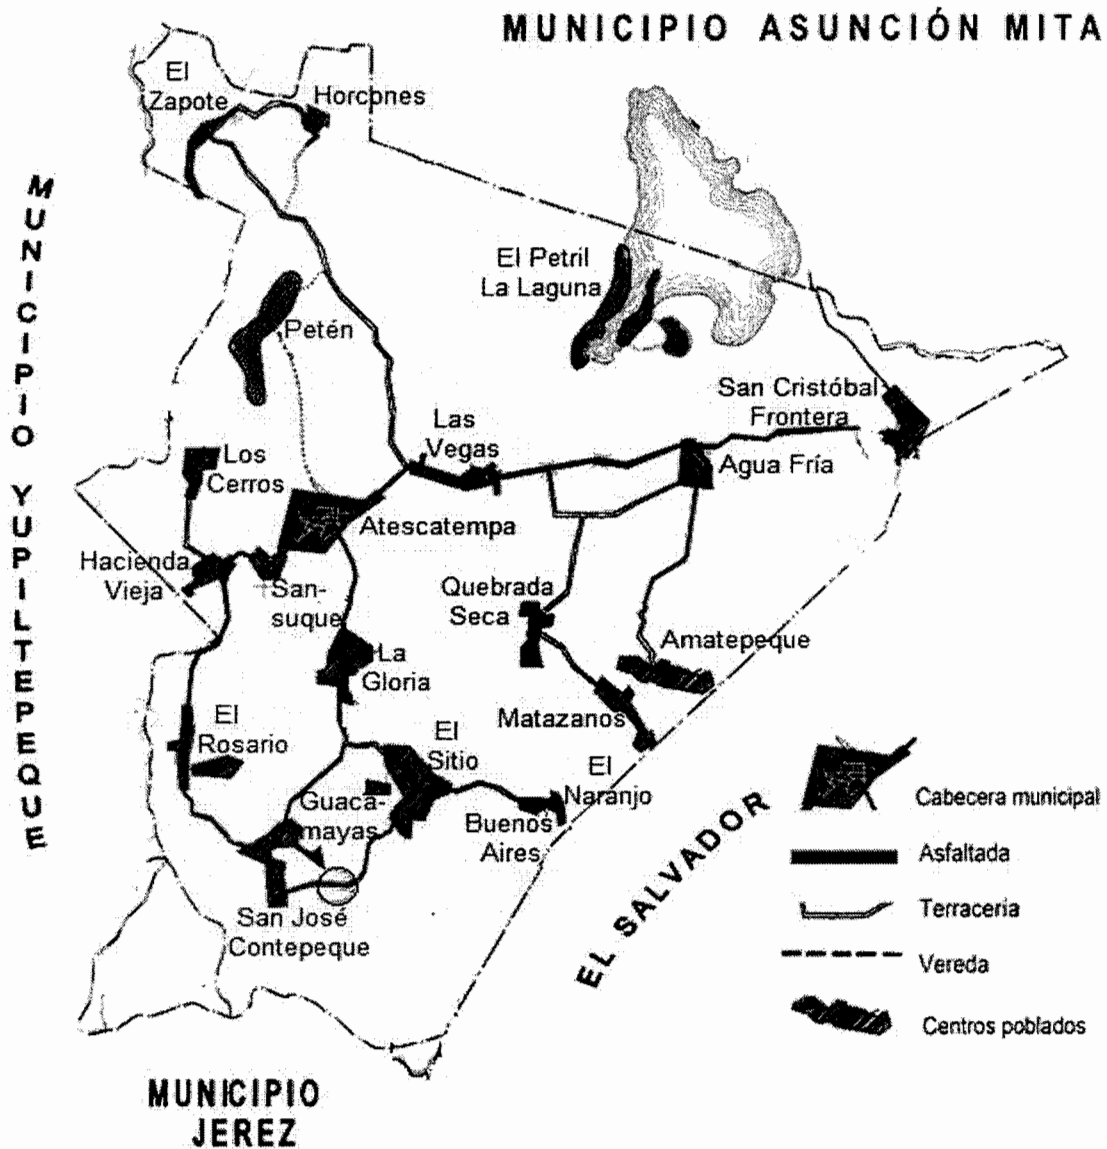 MUNICIPIO ASUNCIÓN MITA
El
Zapote
Horcones
MUNICIPIO YUPILTEPEQUE
El Petril
La Laguna
Petén
San Cristóbal
Frontera
Las
Vegas
Los
Cerros
Agua Fría
Atescatempa
Hacienda
Vieja
San-
suque
Quebrada
Seca
Amatepeque
La
Gloria
Matazanos
El
Rosario
El
Sitio
El
Naranjo
Guaca-
mayas
Buenos
Aires
Cabecera municipal
EL SALVADOR
Asfaltada
San José
Contepeque
Terraceria
Vereda
Centros poblados
MUNICIPIO
JEREZ